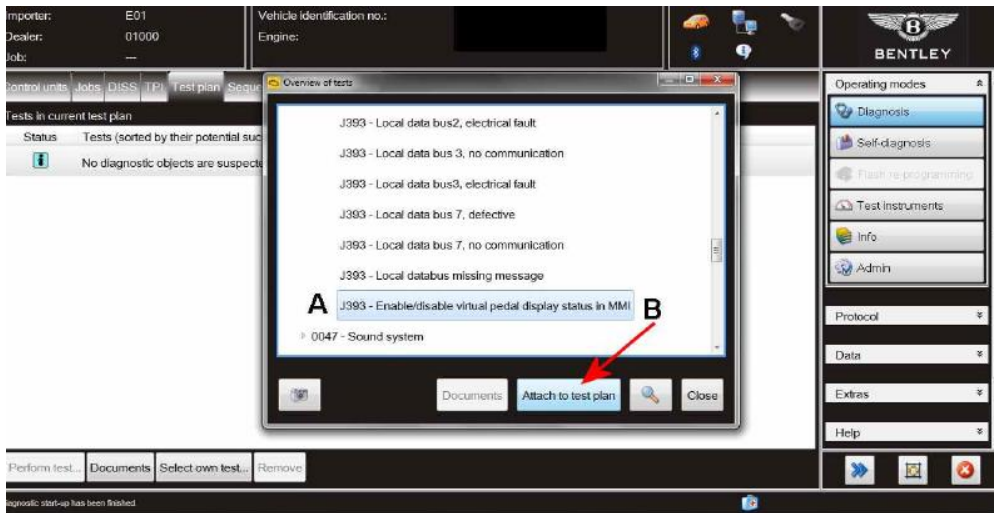 Importer: E01
Dealer: 01000
Job: ---
Vehicle identification no.:
Engine:
BENTLEY
Control units Jobs DISS TPI Test plan Seque
Tests in current test plan
Status Tests (sorted by their potential suc
No diagnostic objects are suspecte
Overview of tests
J393 - Local data bus2, electrical fault
J393 - Local data bus 3, no communication
J393 - Local data bus3, electrical fault
J393 - Local data bus 7, defective
J393 - Local data bus 7, no communication
J393 - Local databus missing message
A J393 - Enable/disable virtual pedal display status in MMI B
0047 - Sound system
Documents Attach to test plan Close
Operating modes
Diagnosis
Self-diagnosis
Flash re-programming
Test instruments
Info
Admin
Protocol
Data
Extras
Help
Perform test... Documents Select own test... Remove
iagnostic start-up has been finished